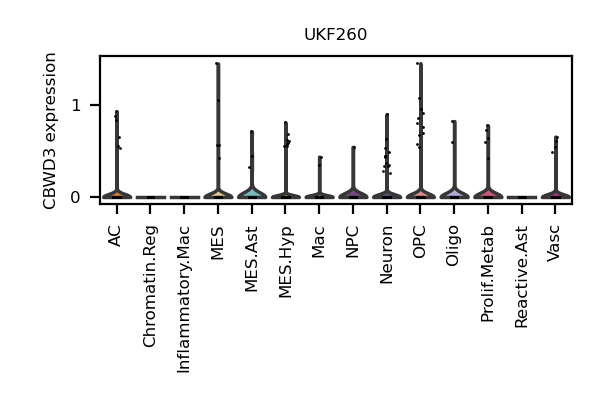 UKF260
CBWD3 expression
1
0
AC
Chromatin.Reg
Inflammatory.Mac
MES
MES.Ast
MES.Hyp
Mac
NPC
Neuron
OPC
Oligo
Prolif.Metab
Reactive.Ast
Vasc